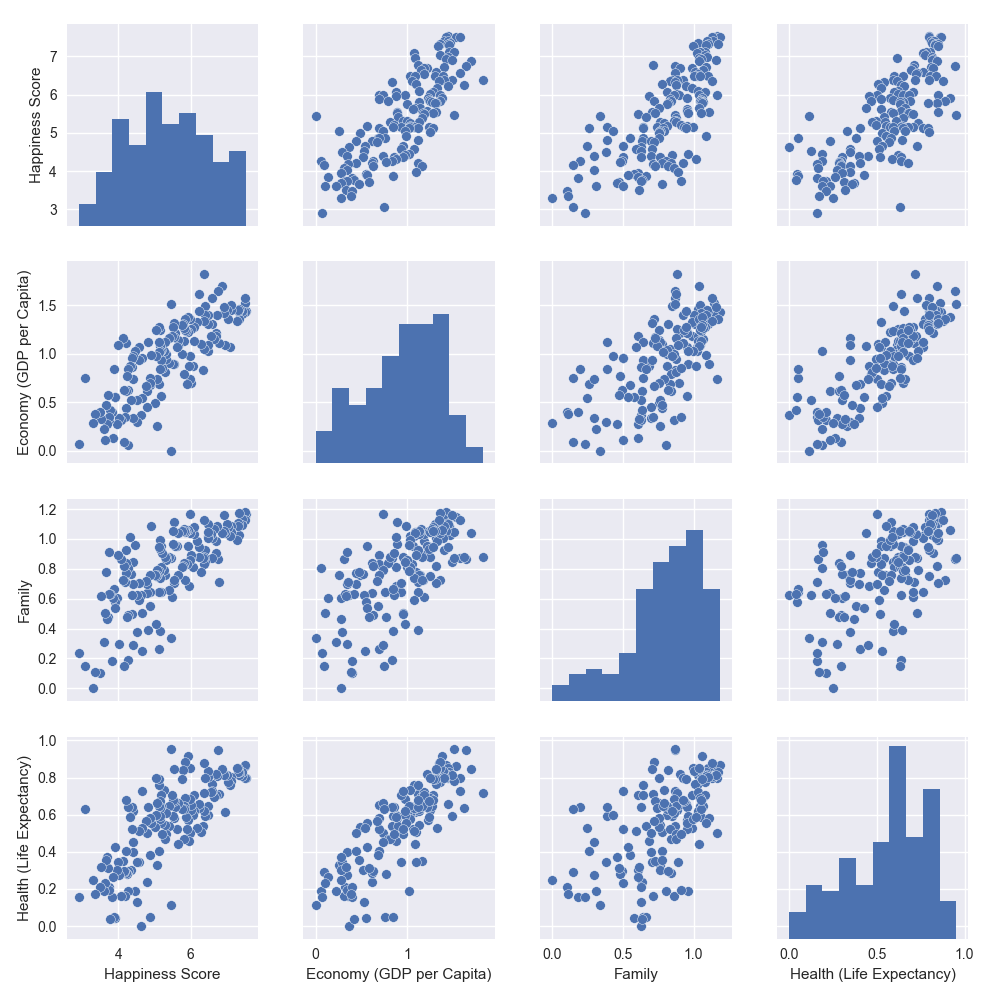 Happiness Score
7
6
5
4
3
Economy (GDP per Capita)
1.5
1.0
0.5
0.0
Family
1.2
1.0
0.8
0.6
0.4
0.2
0.0
Health (Life Expectancy)
1.0
0.8
0.6
0.4
0.2
0.0
4 6
Happiness Score
0 1
Economy (GDP per Capita)
0.0 0.5 1.0
Family
0.0 0.5 1.0
Health (Life Expectancy)